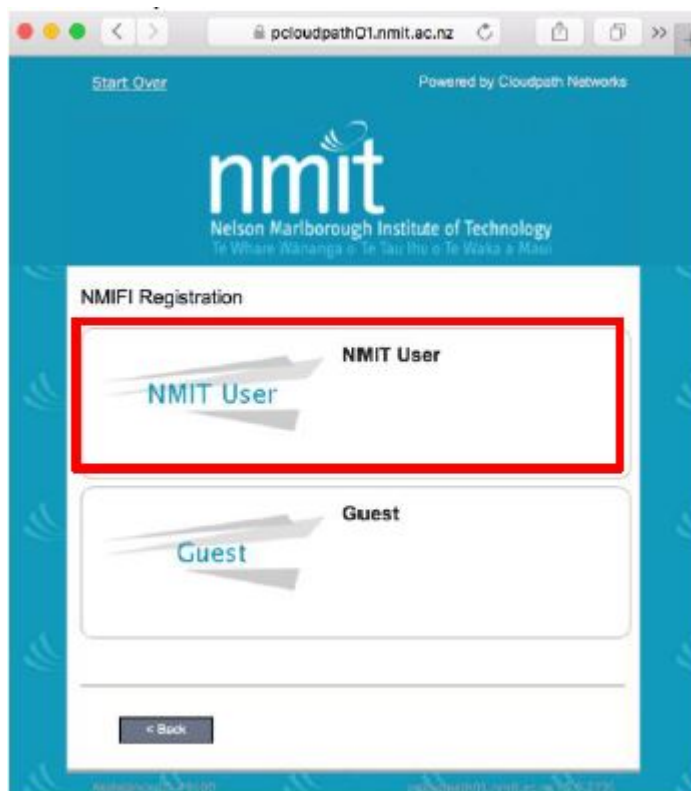 pcloudpath01.nmit.ac.nz
Start Over
Powered by Cloudpath Networks
nmit
Nelson Marlborough Institute of Technology
Te Whare Wānanga o Te Tau Ihu o Te Waka a Maui
NMIFI Registration
NMIT User
NMIT User
Guest
Guest
< Back